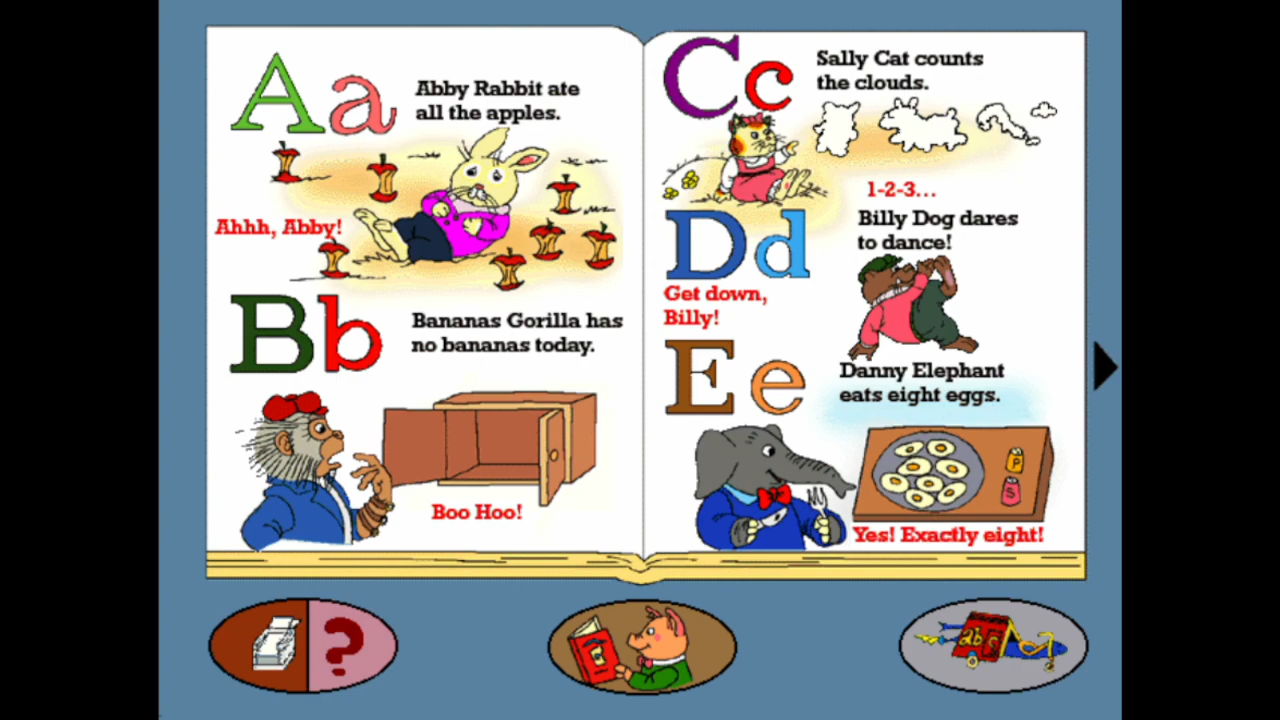 Aa
Abby Rabbit ate
all the apples.
Ahhh, Abby!
Bb
Bananas Gorilla has
no bananas today.
Boo Hoo!
Cc
Sally Cat counts
the clouds.
1-2-3...
Dd
Billy Dog dares
to dance!
Get down,
Billy!
Ee
Danny Elephant
eats eight eggs.
P
S
Yes! Exactly eight!
?
abc